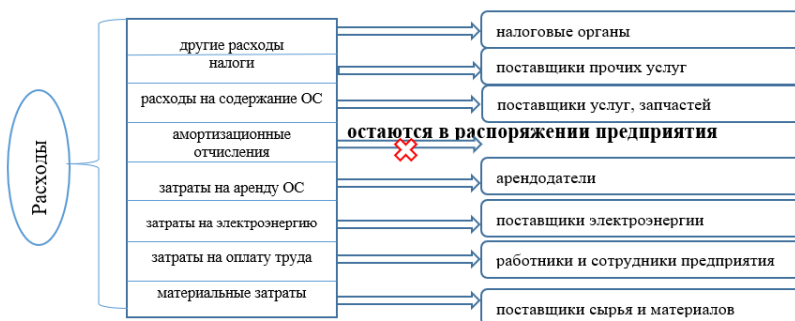 Расходы
другие расходы
налоги
расходы на содержание ОС
амортизационные
отчисления
затраты на аренду ОС
затраты на электроэнергию
затраты на оплату труда
материальные затраты
налоговые органы
поставщики прочих услуг
поставщики услуг, запчастей
остаются в распоряжении предприятия
арендодатели
поставщики электроэнергии
работники и сотрудники предприятия
поставщики сырья и материалов